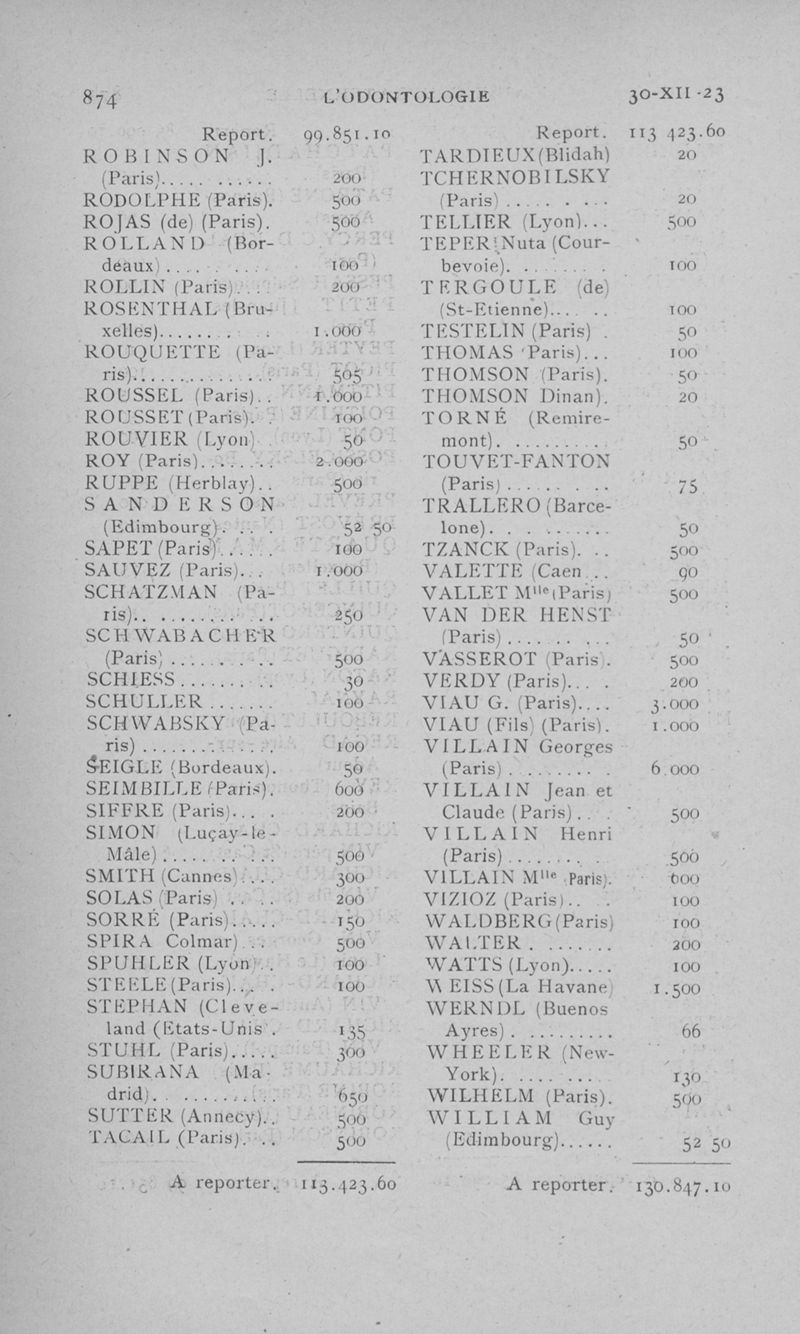 874 L'ODONTOLOGIE 30-XII-23
Report. 99.851.10
ROBINSON J.
(Paris)........... 200
RODOLPHE (Paris). 500
ROJAS (de) (Paris). 500
ROLLAND (Bor-
deaux).......... 100
ROLLIN (Paris)... 200
ROSENTHAL (Bru-
xelles)......... 1.000
ROUQUETTE (Pa-
ris)............ 505
ROUSSEL (Paris).. 1.000
ROUSSET (Paris). 100
ROUVIER (Lyon). 50
ROY (Paris)....... 2.000
RUPPE (Herblay).. 500
SANDERSON
(Edimbourg).... 52 50
SAPET (Paris)..... 100
SAUVEZ (Paris)... 1.000
SCHATZMAN (Pa-
ris)............ 250
SCHWABACHER
(Paris)......... 500
SCHIESS.......... 30
SCHULLER....... 100
SCHWABSKY (Pa-
ris)............ 100
SEIGLE (Bordeaux). 50
SEIMBILLE (Paris). 600
SIFFRE (Paris).... 200
SIMON (Luçay-le-
Mâle).......... 500
SMITH (Cannes).... 300
SOLAS (Paris)..... 200
SORRÉ (Paris)..... 150
SPIRA Colmar)... 500
SPUHLER (Lyon).. 100
STEELE (Paris).... 100
STEPHAN (Cleve-
land (Etats-Unis). 135
STUHL (Paris)..... 300
SUBIRANA (Ma-
drid)........... 650
SUTTER (Annecy).. 500
TACAIL (Paris)... 500
A reporter. 113.423.60
Report. 113 423.60
TARDIEUX (Blidah) 20
TCHERNOBILSKY
(Paris)......... 20
TELLIER (Lyon)... 500
TEPER Nuta (Cour-
bevoie)......... 100
TERGOULE (de)
(St-Etienne)..... 100
TESTELIN (Paris) . 50
THOMAS (Paris)... 100
THOMSON (Paris). 50
THOMSON Dinan). 20
TORNÉ (Remire-
mont).......... 50
TOUVET-FANTON
(Paris)......... 75
TRALLERO (Barce-
lone).......... 50
TZANCK (Paris)... 500
VALETTE (Caen... 90
VALLET Mlle (Paris) 500
VAN DER HENST
(Paris)......... 50
VASSEROT (Paris). 500
VERDY (Paris).... 200
VIAU G. (Paris).... 3.000
VIAU (Fils) (Paris). 1.000
VILLAIN Georges
(Paris)......... 6.000
VILLAIN Jean et
Claude (Paris)... 500
VILLAIN Henri
(Paris)......... 500
VILLAIN Mlle (Paris). 600
VIZIOZ (Paris)... 100
WALDBERG (Paris) 100
WALTER........ 200
WATTS (Lyon)..... 100
WEISS (La Havane) 1.500
WERNDL (Buenos
Ayres).......... 66
WHEELER (New-
York).......... 130
WILHELM (Paris). 500
WILLIAM Guy
(Edimbourg)...... 52 50
A reporter. 130.847.10